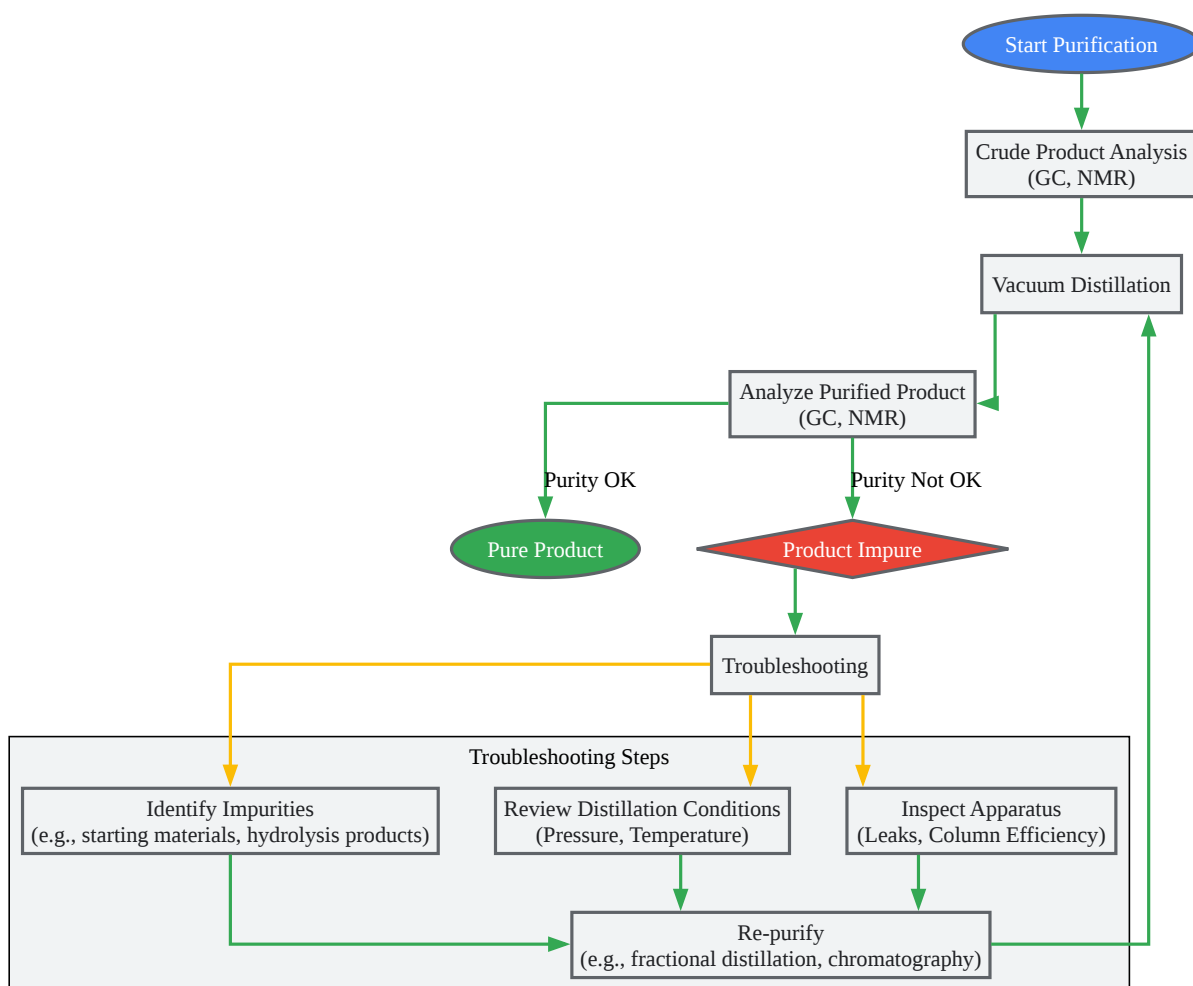 Start Purification
Crude Product Analysis
(GC, NMR)
Vacuum Distillation
Analyze Purified Product
(GC, NMR)
Purity OK
Purity Not OK
Pure Product
Product Impure
Troubleshooting
Troubleshooting Steps
Identify Impurities
(e.g., starting materials, hydrolysis products)
Review Distillation Conditions
(Pressure, Temperature)
Inspect Apparatus
(Leaks, Column Efficiency)
Re-purify
(e.g., fractional distillation, chromatography)